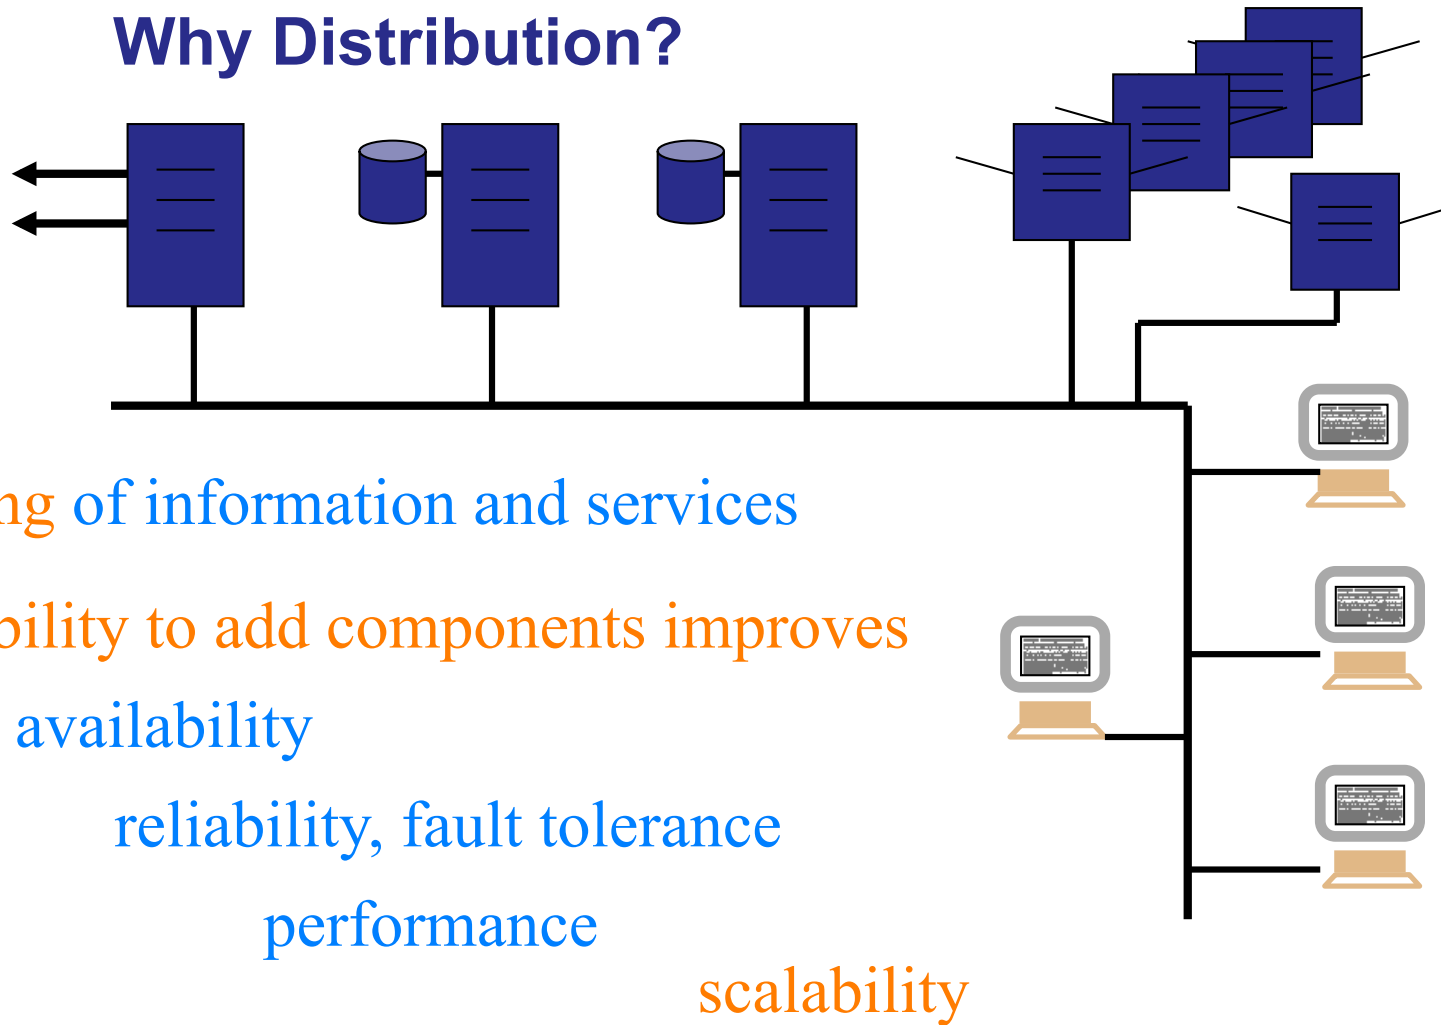 Why Distribution?
ng of information and services
bility to add components improves
availability
reliability, fault tolerance
performance
scalability